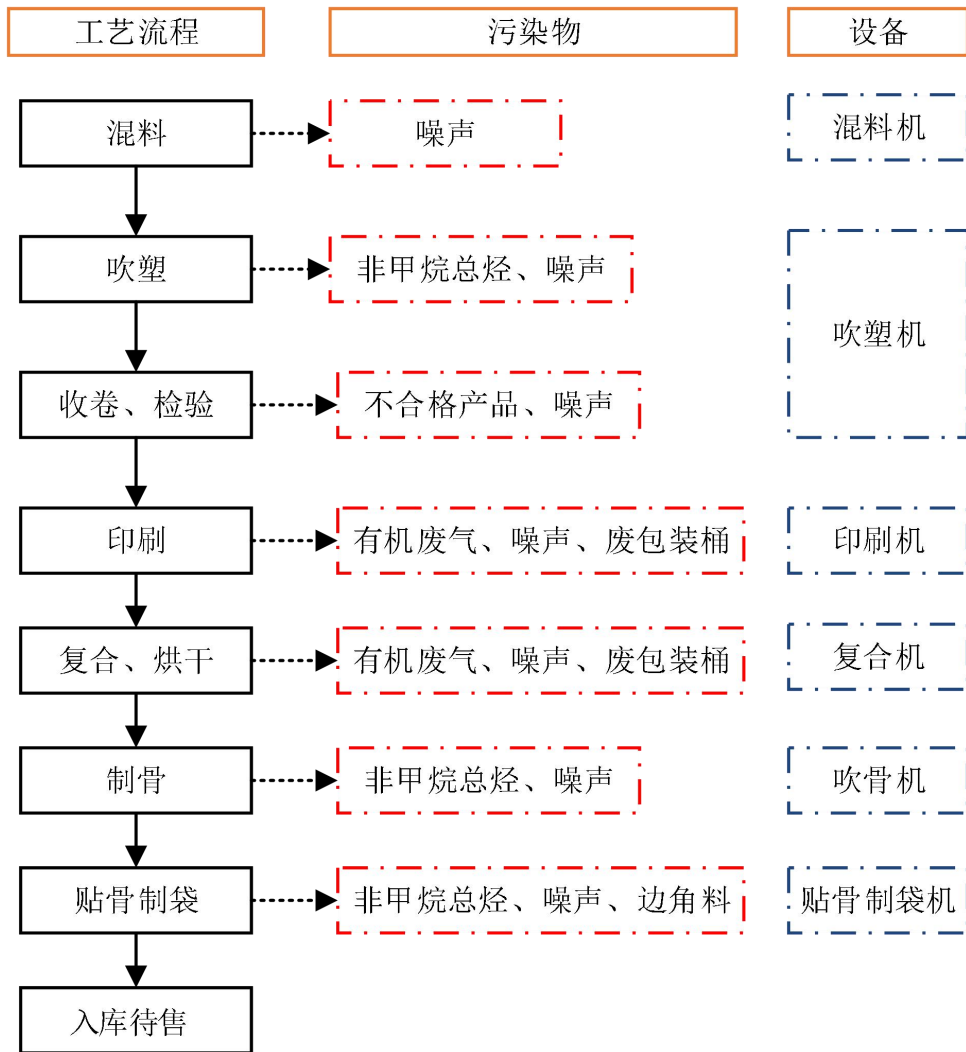 工艺流程
污染物
设备
混料
噪声
混料机
吹塑
非甲烷总烃、噪声
吹塑机
收卷、检验
不合格产品、噪声
印刷
有机废气、噪声、废包装桶
印刷机
复合、烘干
有机废气、噪声、废包装桶
复合机
制骨
非甲烷总烃、噪声
吹骨机
贴骨制袋
非甲烷总烃、噪声、边角料
贴骨制袋机
入库待售